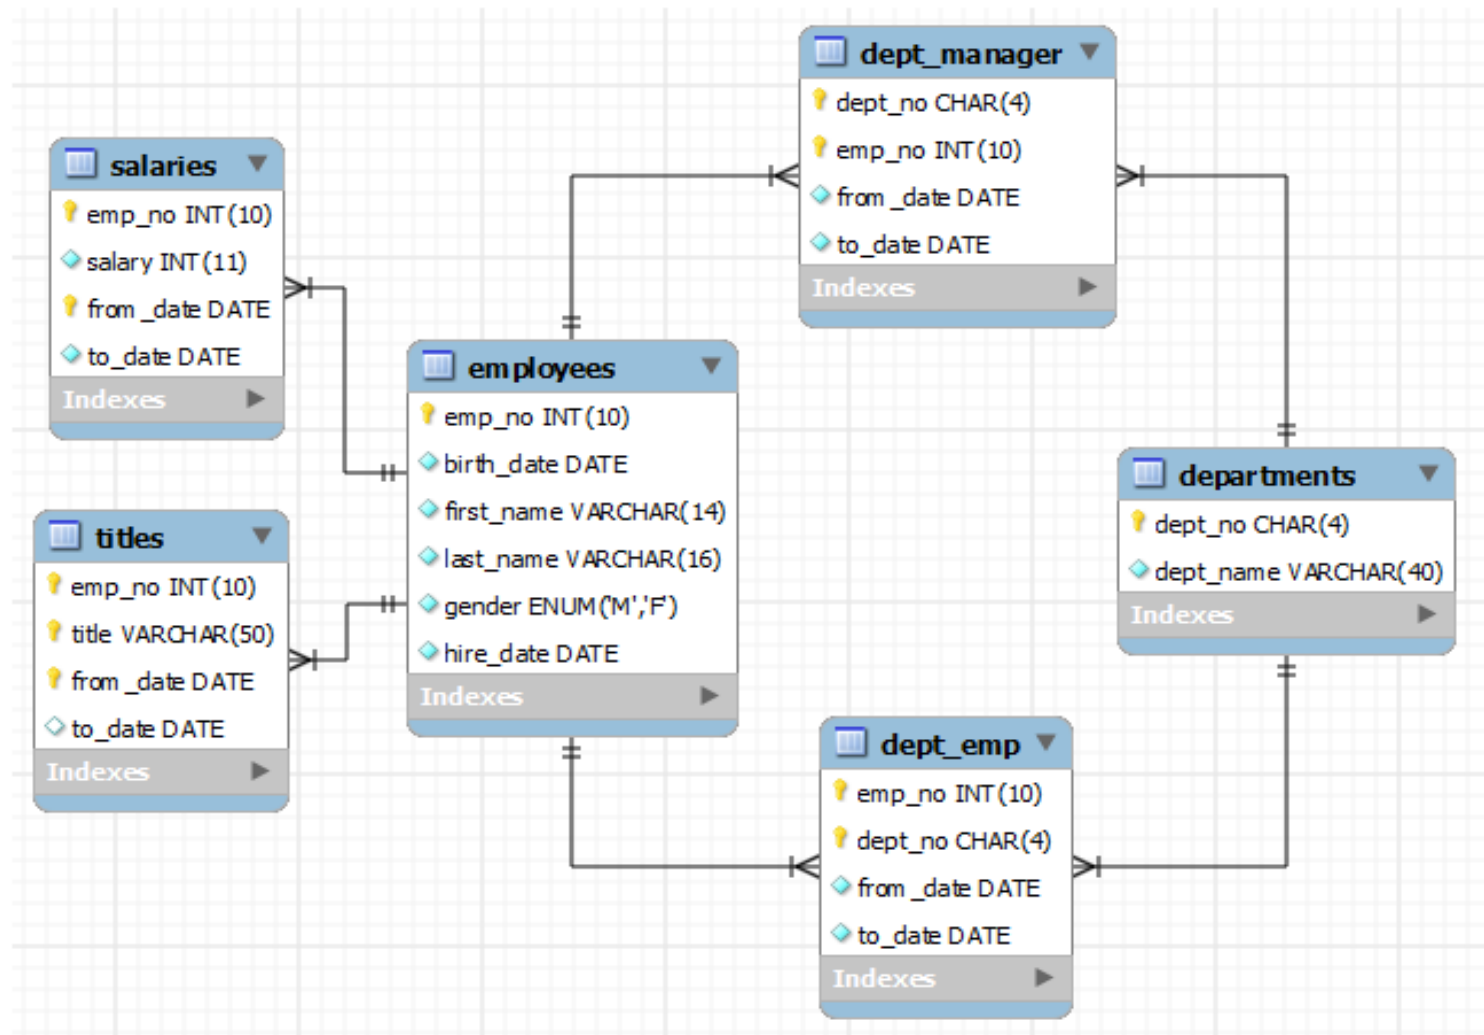 dept_manager
dept_no CHAR(4)
emp_no INT(10)
from_date DATE
to_date DATE
Indexes
salaries
emp_no INT(10)
salary INT(11)
from_date DATE
to_date DATE
Indexes
employees
emp_no INT(10)
birth_date DATE
first_name VARCHAR(14)
last_name VARCHAR(16)
gender ENUM('M','F')
hire_date DATE
Indexes
departments
dept_no CHAR(4)
dept_name VARCHAR(40)
Indexes
titles
emp_no INT(10)
title VARCHAR(50)
from_date DATE
to_date DATE
Indexes
dept_emp
emp_no INT(10)
dept_no CHAR(4)
from_date DATE
to_date DATE
Indexes